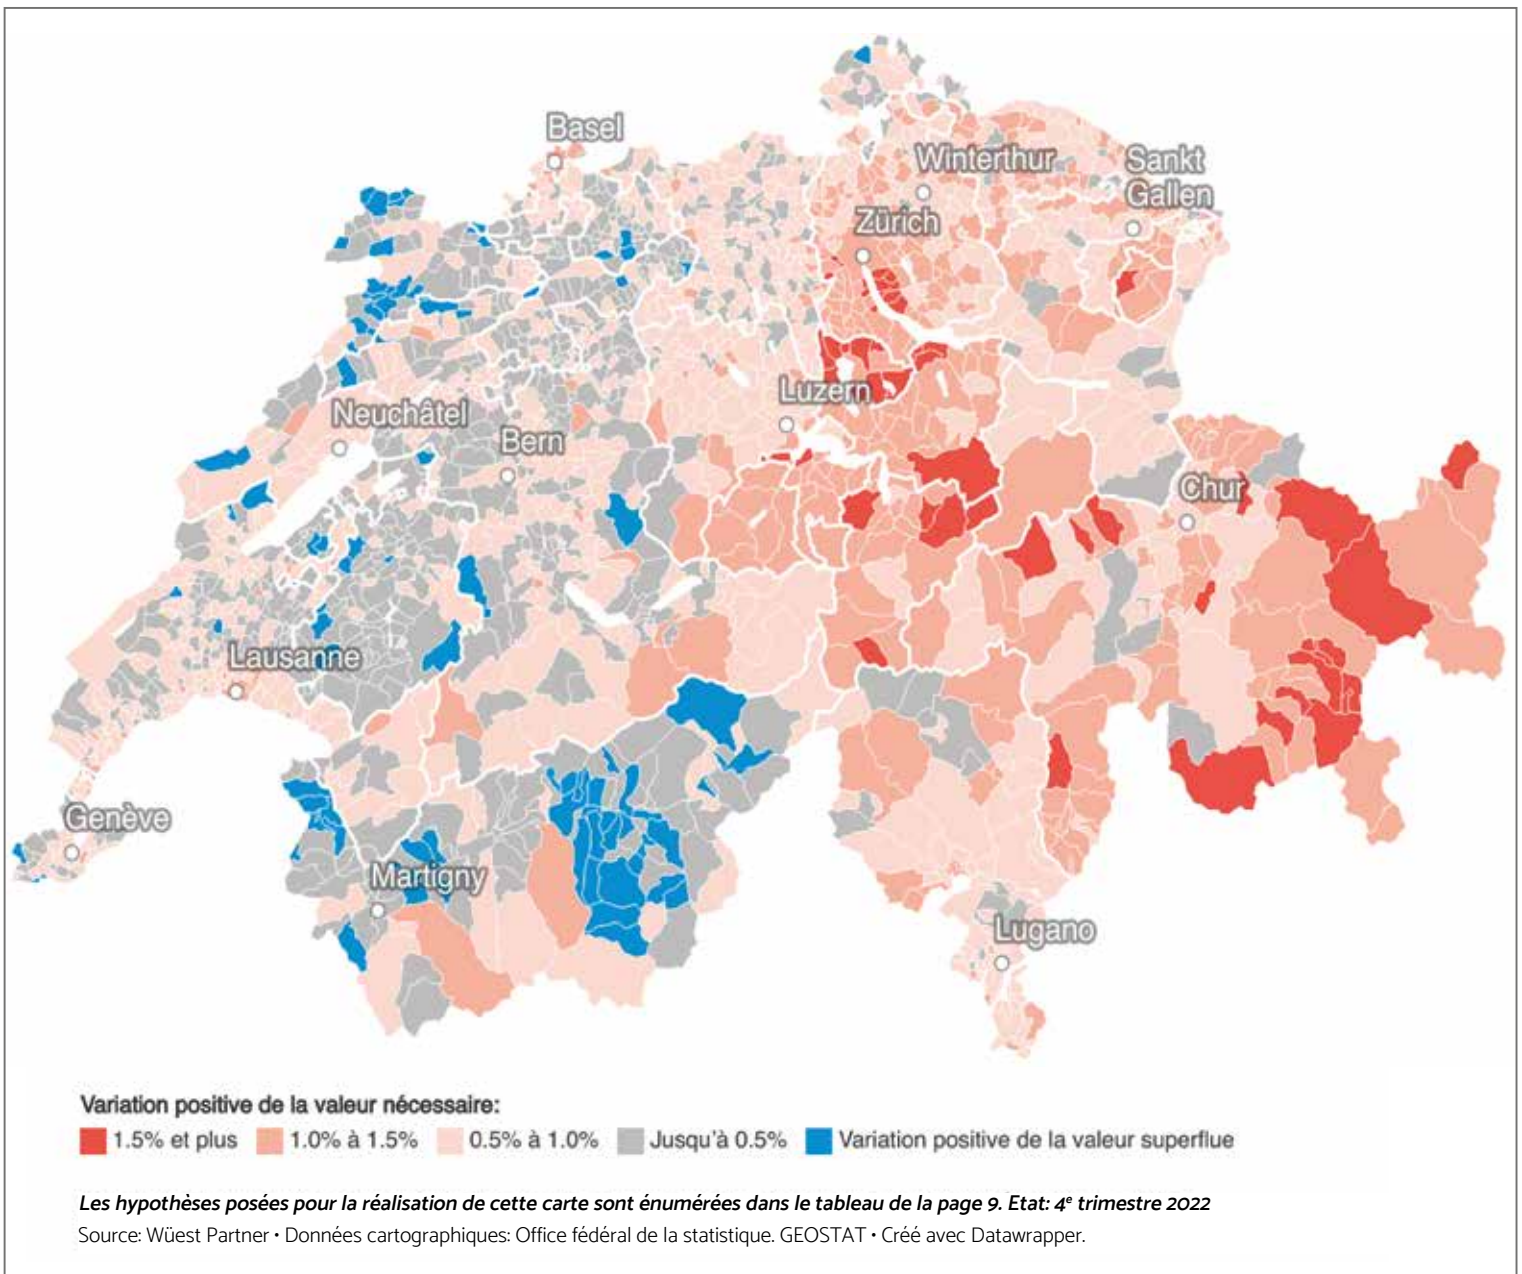 Basel
Winterthur
Sankt
Gallen
Zürich
Luzern
Neuchâtel
Bern
Chur
Lausanne
Genève
Martigny
Lugano
Variation positive de la valeur nécessaire:
1.5% et plus 1.0% à 1.5% 0.5% à 1.0% Jusqu'à 0.5% Variation positive de la valeur superflue
Les hypothèses posées pour la réalisation de cette carte sont énumérées dans le tableau de la page 9. Etat: 4e trimestre 2022
Source: Wüest Partner • Données cartographiques: Office fédéral de la statistique. GEOSTAT • Créé avec Datawrapper.